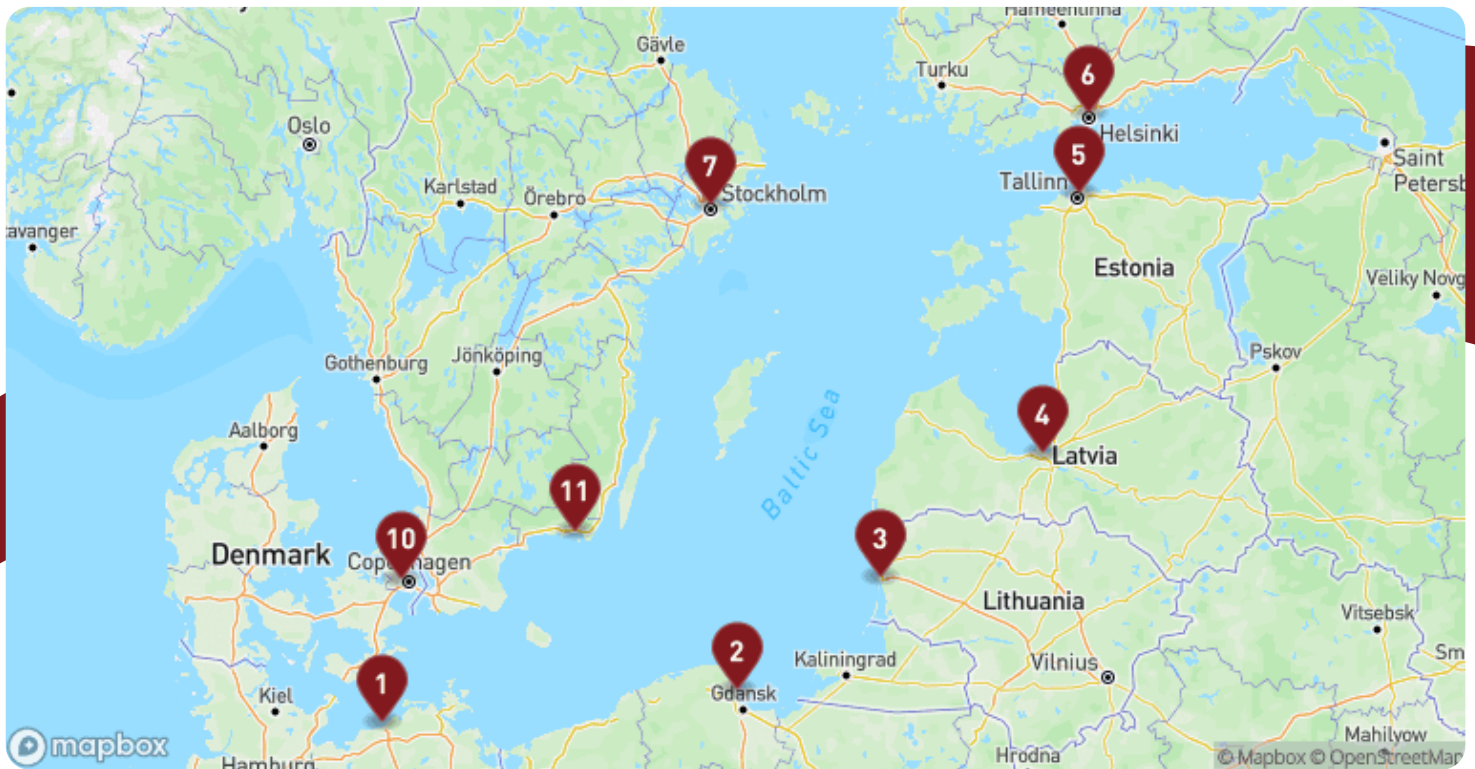 Hämeenlinna
Gävle
Turku
6
Helsinki
Oslo
7
5
Saint
Petersb
Karlstad
Örebro
Stockholm
Tallinn
avanger
Estonia
Veliky Novg
Gothenburg
Jönköping
Pskov
Baltic Sea
4
Latvia
Aalborg
11
10
3
Denmark
Copenhagen
Lithuania
Vitsebsk
2
Kaliningrad
Vilnius
Sm
1
Kiel
Gdansk
mapbox
Hamburg
Hrodna
Mahilyow
© Mapbox © OpenStreetMap